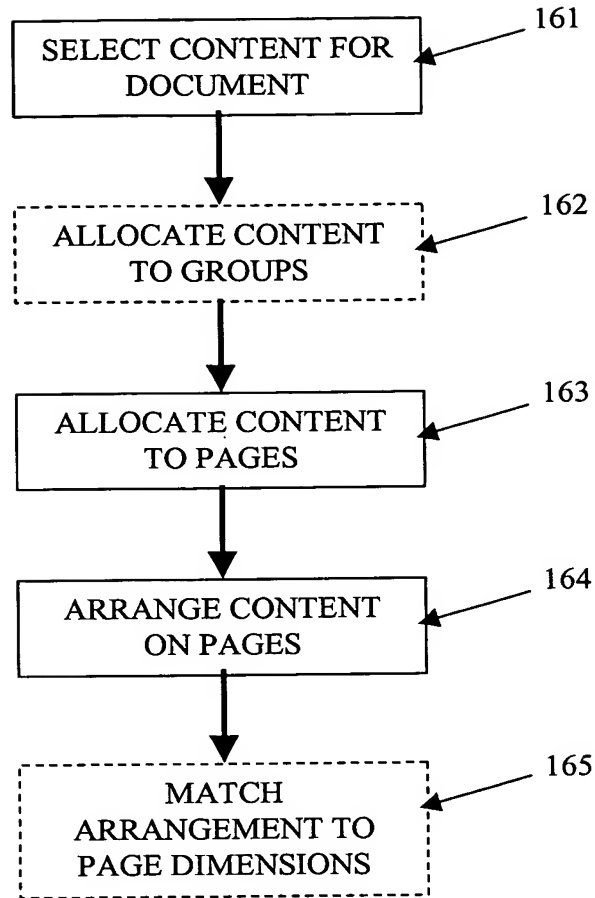 SELECT CONTENT FOR
DOCUMENT
161
ALLOCATE CONTENT
TO GROUPS
162
ALLOCATE CONTENT
TO PAGES
163
ARRANGE CONTENT
ON PAGES
164
MATCH
ARRANGEMENT TO
PAGE DIMENSIONS
165